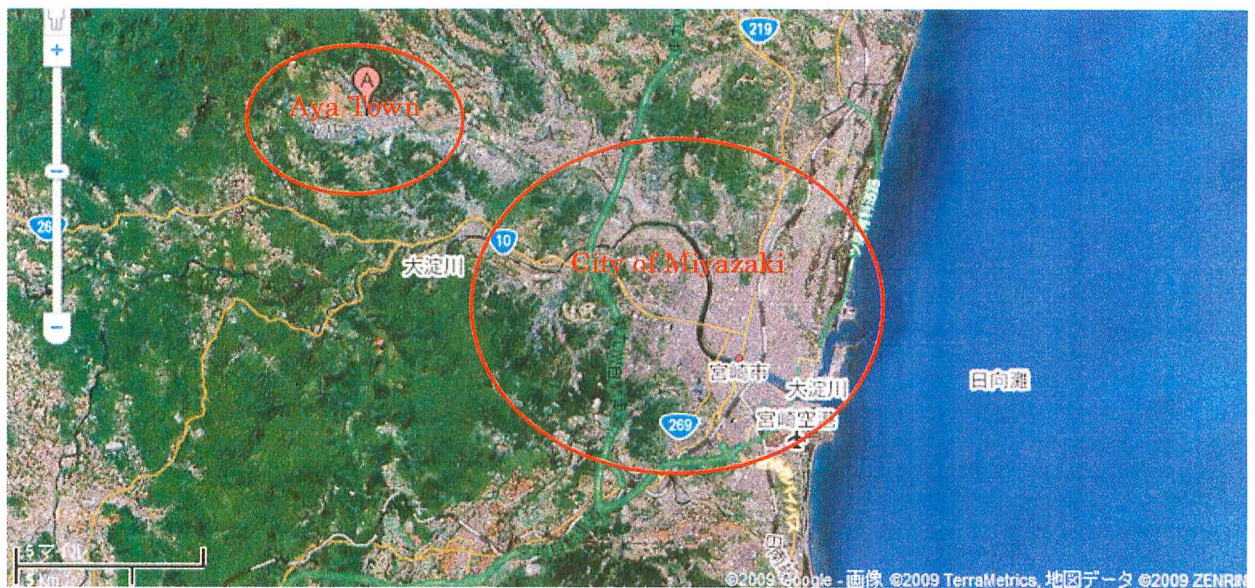 219
A
Aya Town
26
10
City of Miyazaki
大淀川
宮崎市
大淀川
日向灘
269
宮崎空港
5 マイル
5 Km
©2009 Google - 画像 ©2009 TerraMetrics, 地図データ ©2009 ZENRIN